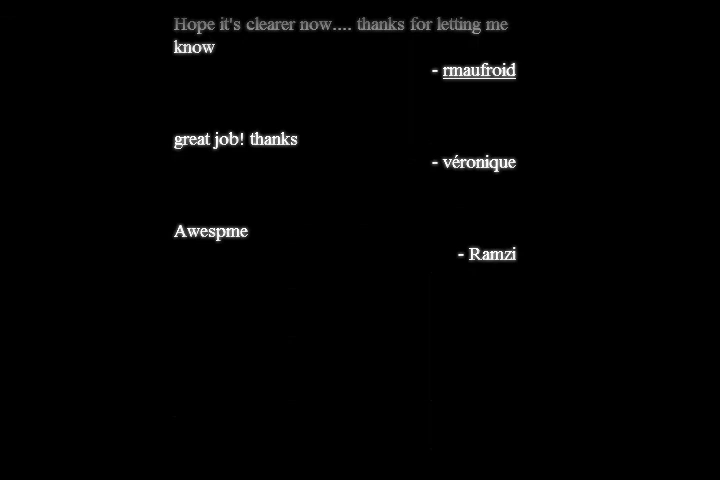 Hope it's clearer now.... thanks for letting me
know
- rmaufroid
great job! thanks
- véronique
Awespme
- Ramzi